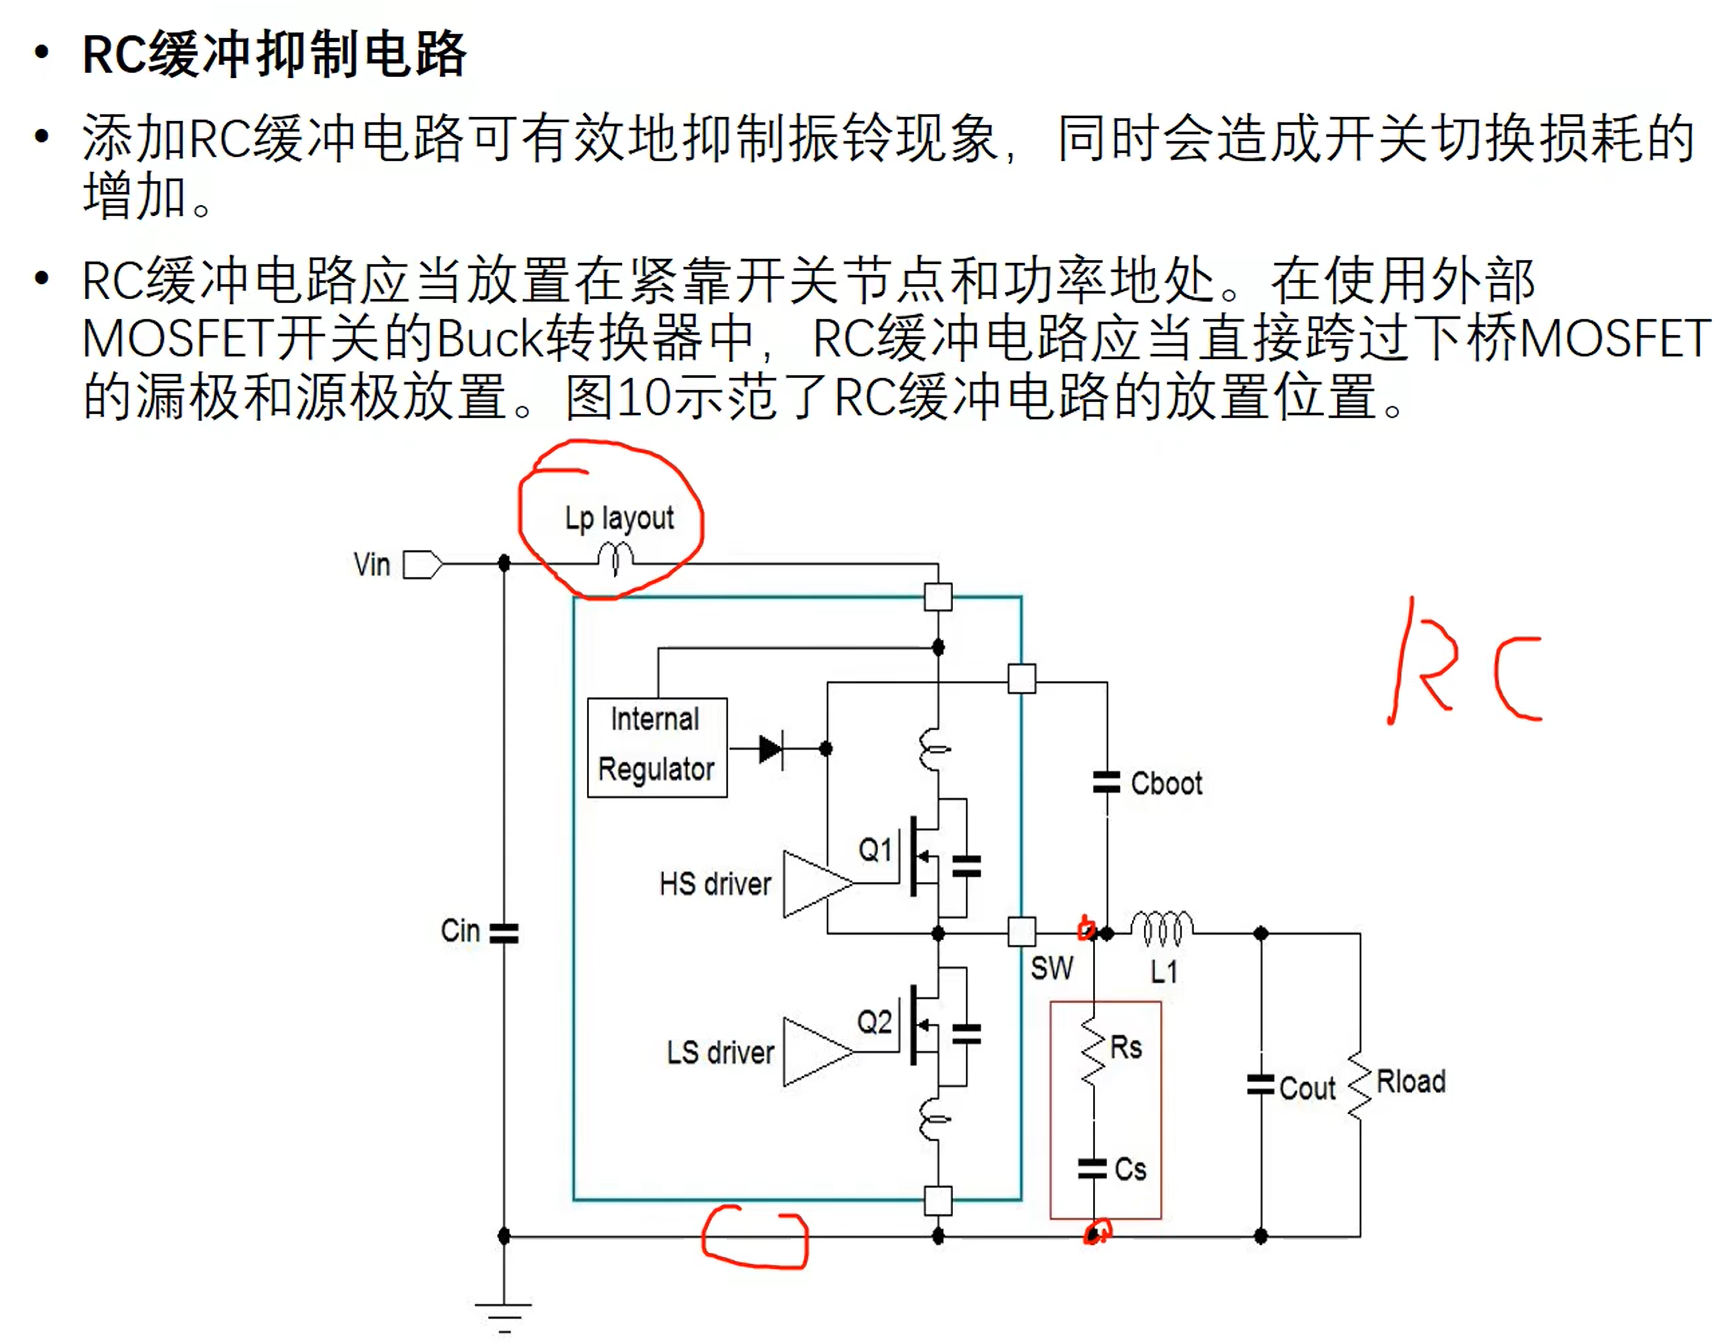 • RC缓冲抑制电路
• 添加RC缓冲电路可有效地抑制振铃现象，同时会造成开关切换损耗的
增加。
• RC缓冲电路应当放置在紧靠开关节点和功率地处。在使用外部
MOSFET开关的Buck转换器中，RC缓冲电路应当直接跨过下桥MOSFET
的漏极和源极放置。图10示范了RC缓冲电路的放置位置。
Lp layout
Vin
RC
Internal
Regulator
Cboot
Q1
HS driver
Cin
SW
L1
Q2
LS driver
Rs
Cout
Rload
Cs